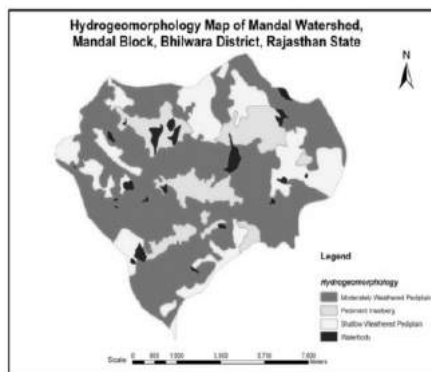 Hydrogeomorphology Map of Mandal Watershed,
Mandal Block, Bhilwara District, Rajasthan State
N
Legend
Hydrogeomorphology
Moderately Weathered Pediplain
Pediment Inselberg
Shallow Weathered Pediplain
Waterbody
Scale
0
Meters